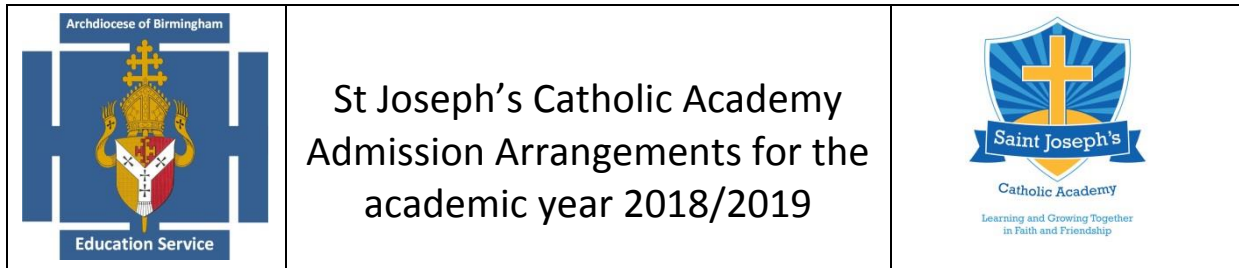 Archdiocese of Birmingham
Education Service
St Joseph's Catholic Academy
Admission Arrangements for the
academic year 2018/2019
Saint Joseph's
Catholic Academy
Learning and Growing Together
in Faith and Friendship